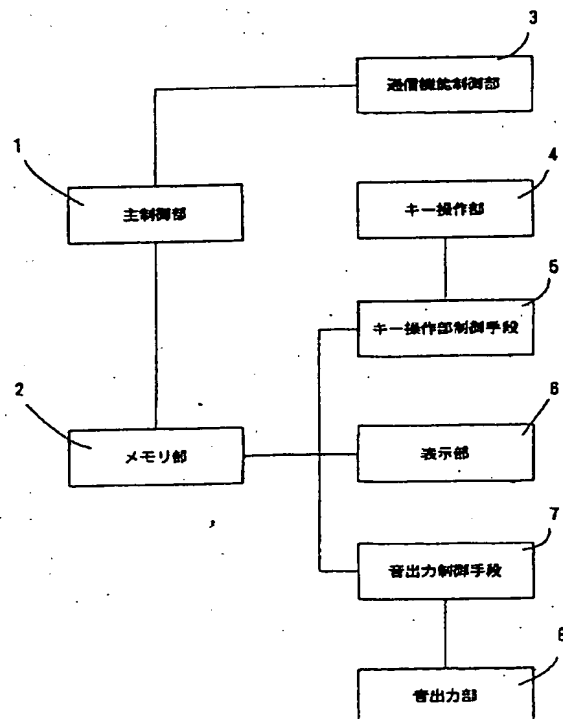 3
通信機能制御部
1
主制御部
4
キー操作部
5
キー操作部制御手段
2
メモリ部
6
表示部
7
音出力制御手段
音出力部